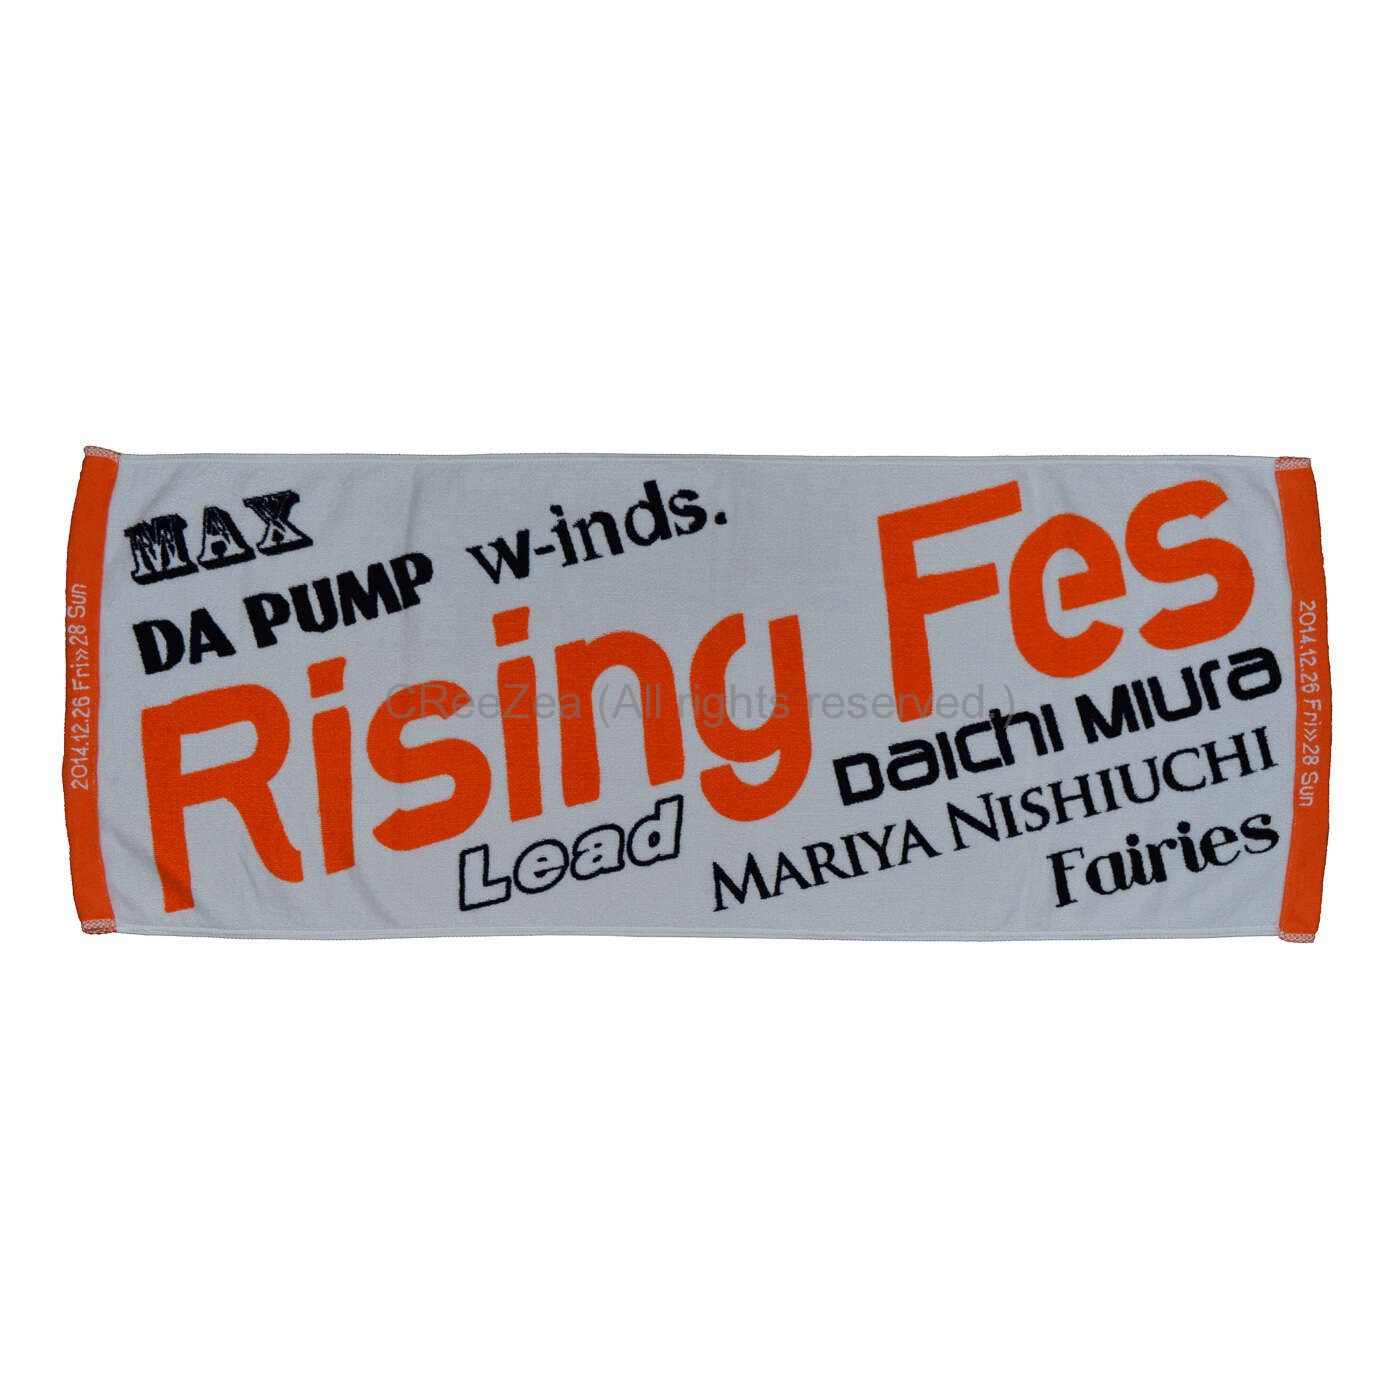 MAX
DA PUMP
w-inds.
Rising Fes
Lead
DAICHI MIURA
MARIYA NISHIUCHI
Fairies
2014.12.26 Fri»28 Sun
2014.12.26 Fri»28 Sun
CReeZea (All rights reserved.)